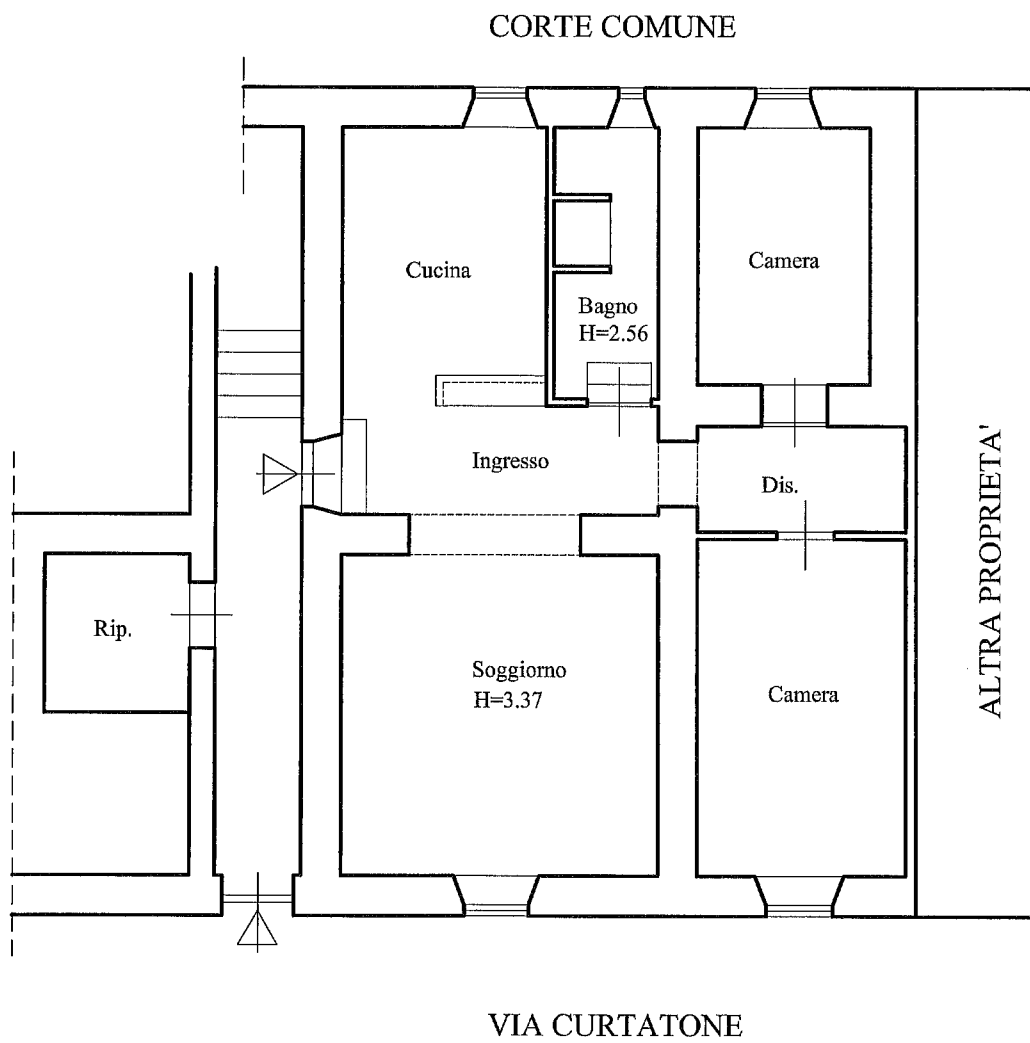 CORTE COMUNE
Cucina
Camera
Bagno
H=2.56
Ingresso
Dis.
Rip.
Soggiorno
H=3.37
Camera
ALTRA PROPRIETA'
VIA CURTATONE